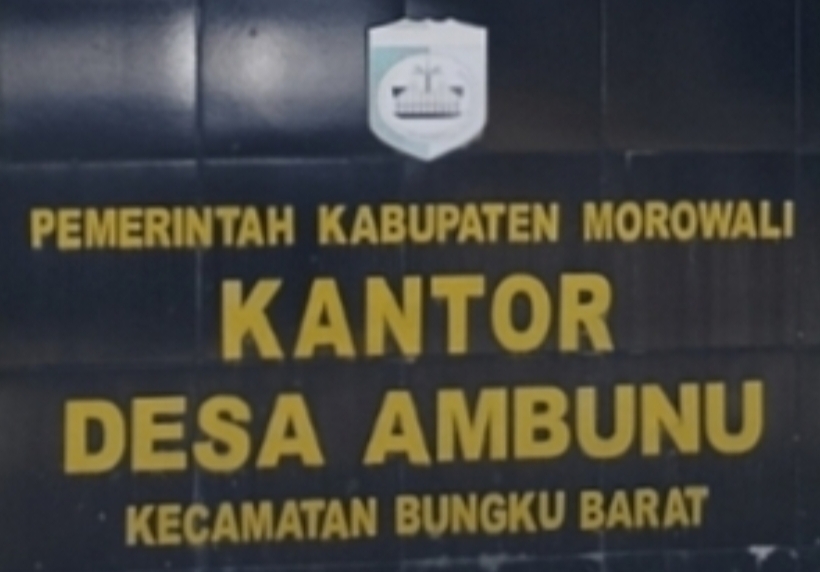 PEMERINTAH KABUPATEN MOROWALI
KANTOR
DESA AMBUNU
KECAMATAN BUNGKU BARAT